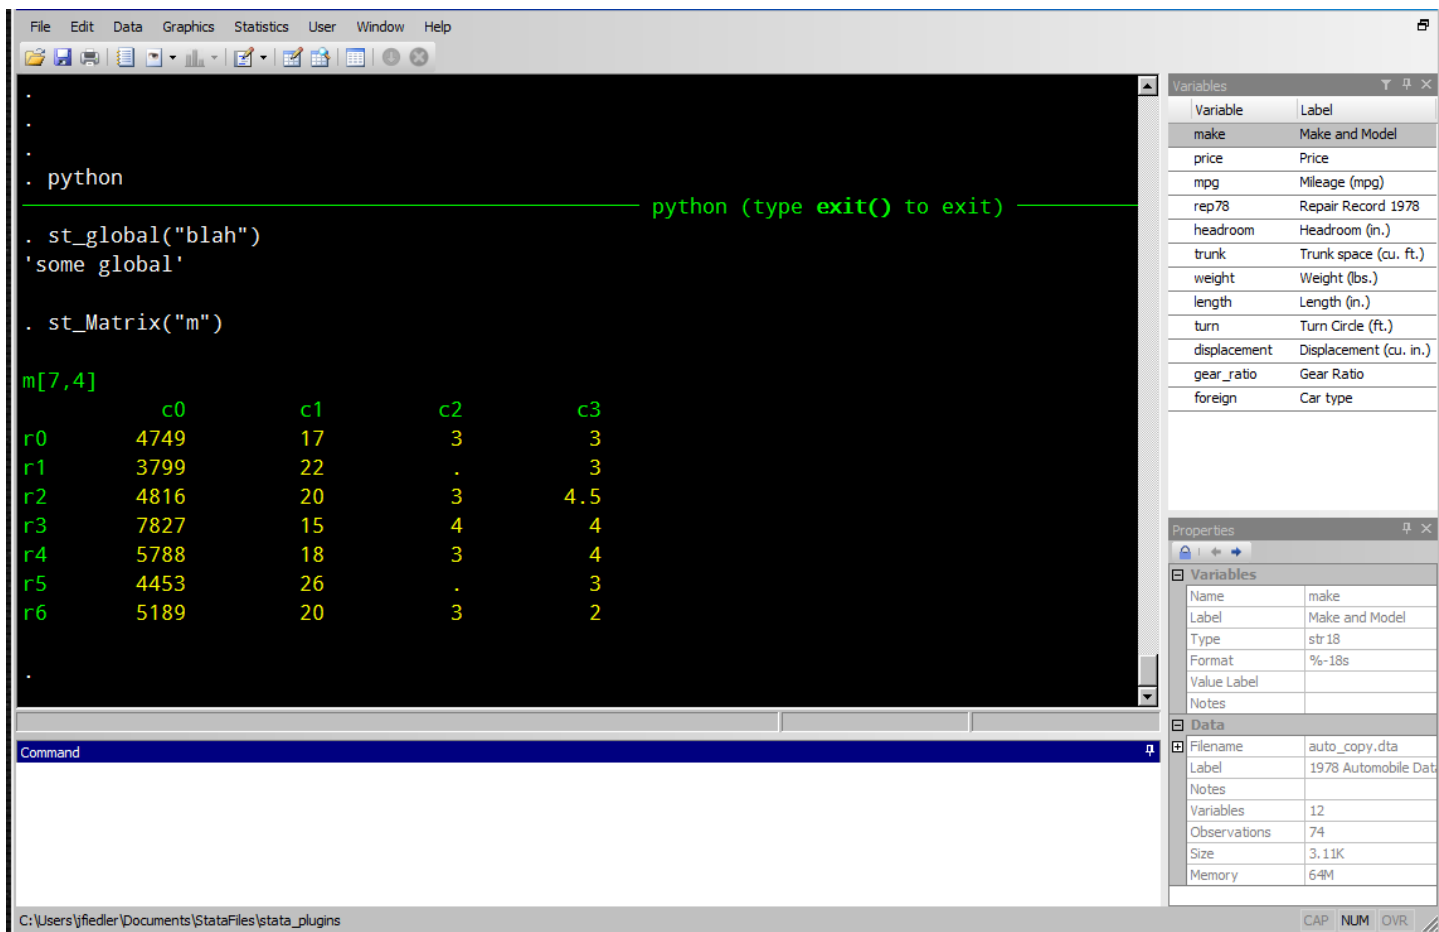 File Edit Data Graphics Statistics User Window Help
.
.
.
. python
python (type exit() to exit)
. st_global("blah")
'some global'
. st_Matrix("m")
m[7,4]
c0 c1 c2 c3
r0 4749 17 3 3
r1 3799 22 . 3
r2 4816 20 3 4.5
r3 7827 15 4 4
r4 5788 18 3 4
r5 4453 26 . 3
r6 5189 20 3 2
.
Command
C:\Users\jfiedler\Documents\StataFiles\stata_plugins
Variables
Variable Label
make Make and Model
price Price
mpg Mileage (mpg)
rep78 Repair Record 1978
headroom Headroom (in.)
trunk Trunk space (cu. ft.)
weight Weight (lbs.)
length Length (in.)
turn Turn Circle (ft.)
displacement Displacement (cu. in.)
gear_ratio Gear Ratio
foreign Car type
Properties
Variables
Name make
Label Make and Model
Type str18
Format %-18s
Value Label
Notes
Data
Filename auto_copy.dta
Label 1978 Automobile Dat
Notes
Variables 12
Observations 74
Size 3.11K
Memory 64M
CAP NUM OVR